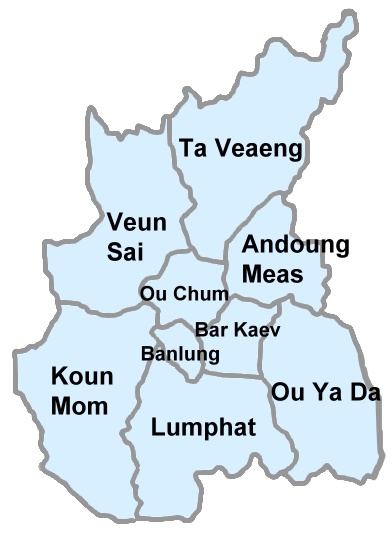 Ta Veaeng
Veun
Sai
Andoung
Meas
Ou Chum
Bar Kaev
Banlung
Koun
Mom
Ou Ya Da
Lumphat